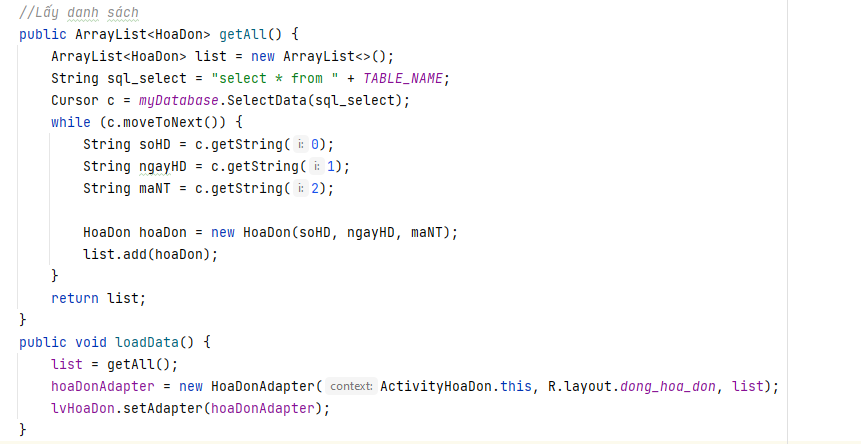 //Lấy danh sách
public ArrayList<HoaDon> getAll() {
ArrayList<HoaDon> list = new ArrayList<>();
String sql_select = "select * from " + TABLE_NAME;
Cursor c = myDatabase.SelectData(sql_select);
while (c.moveToNext()) {
String soHD = c.getString( i: 0);
String ngayHD = c.getString( i: 1);
String maNT = c.getString( i: 2);
HoaDon hoaDon = new HoaDon(soHD, ngayHD, maNT);
list.add(hoaDon);
}
return list;
}
public void loadData() {
list = getAll();
hoaDonAdapter = new HoaDonAdapter( context: ActivityHoaDon.this, R.layout.dong_hoa_don, list);
lvHoaDon.setAdapter(hoaDonAdapter);
}